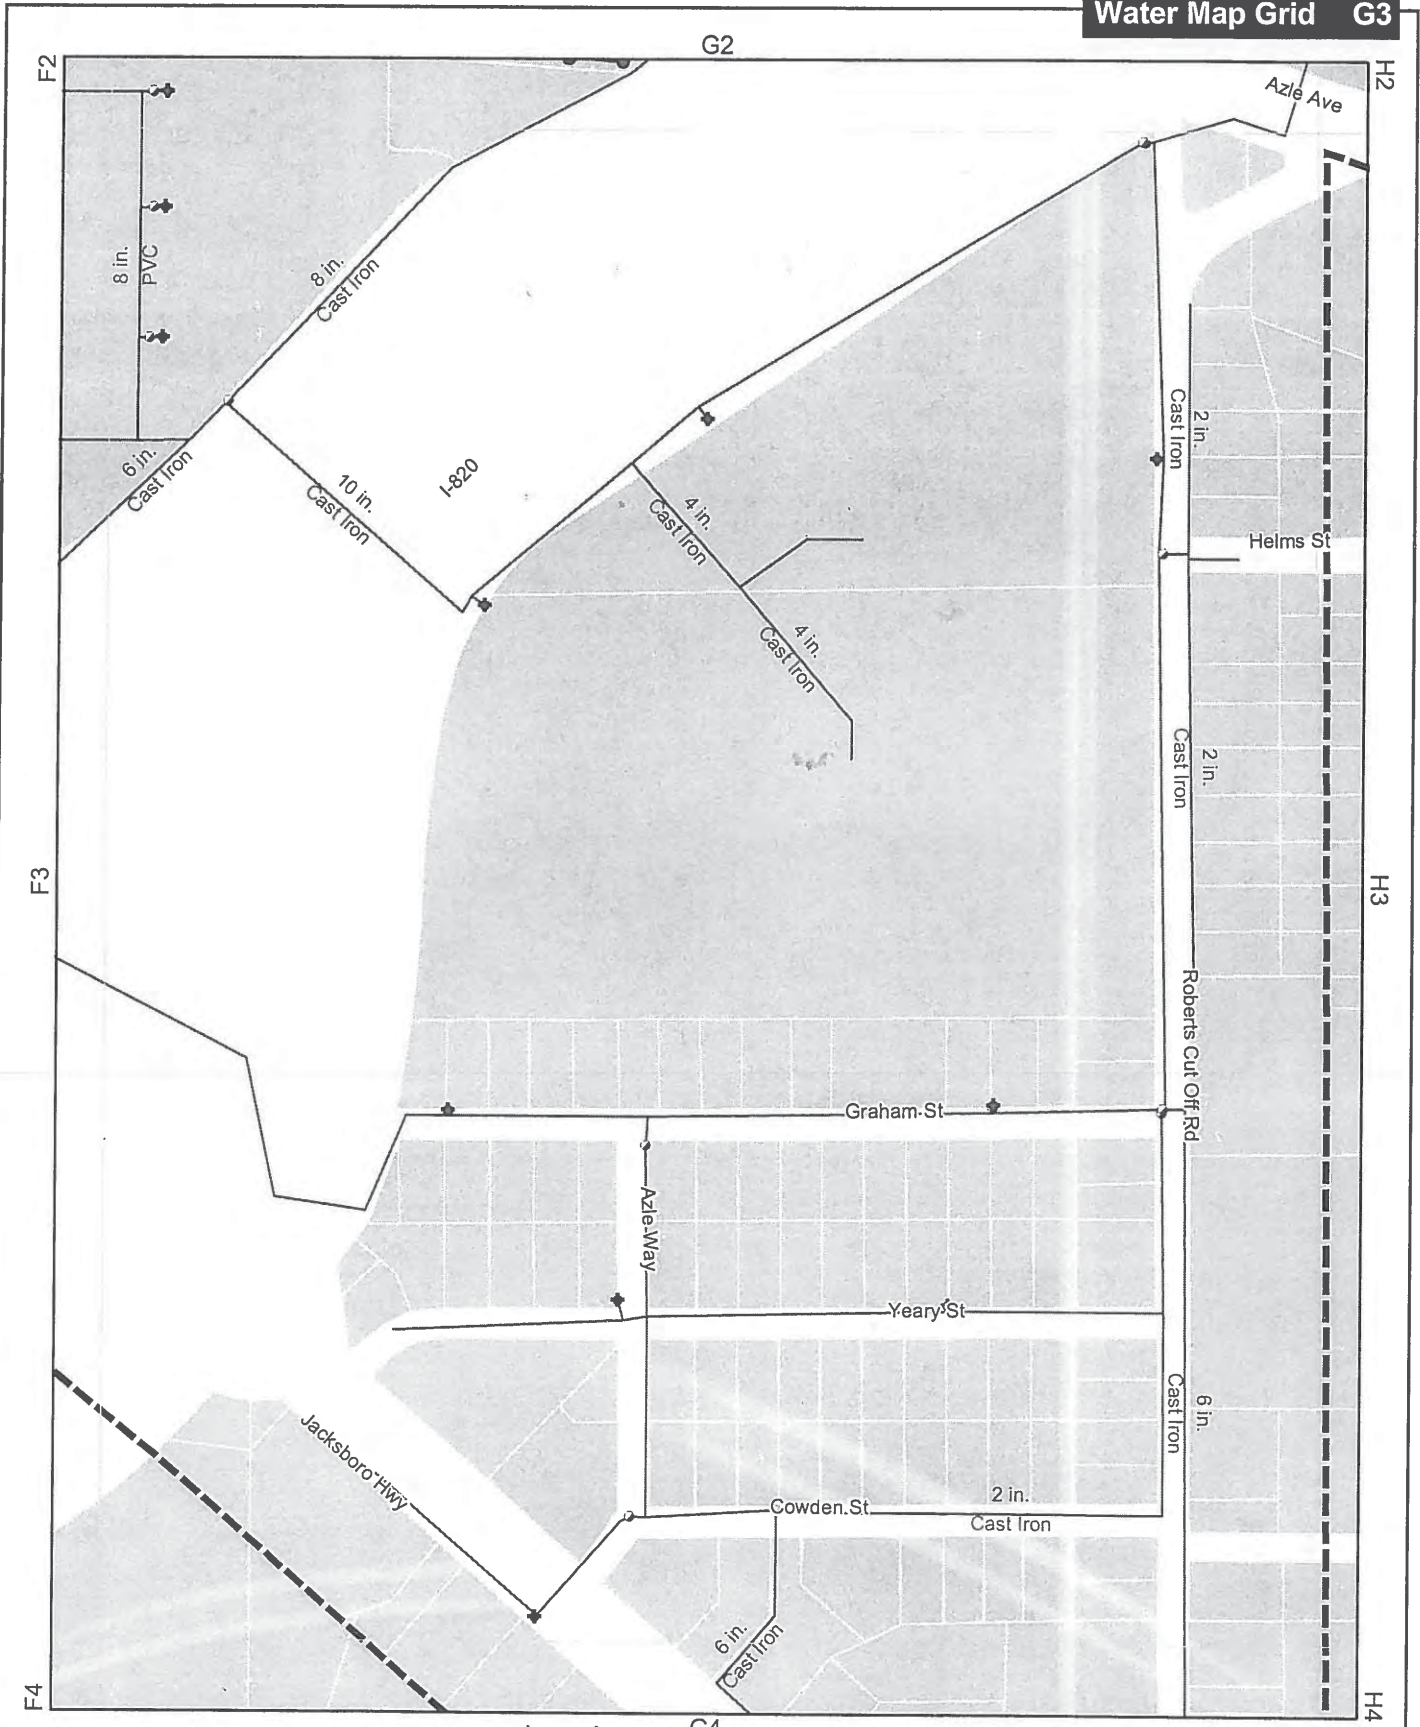 Water Map Grid G3
G2
F2
H2
Azle Ave
8 in.
PVC
8 in.
Cast Iron
6 in.
Cast Iron
10 in.
Cast Iron
I-820
4 in.
Cast Iron
4 in.
Cast Iron
2 in.
Cast Iron
Helms St
2 in.
Cast Iron
F3
H3
Roberts Cut Off Rd
Graham St
Azle Way
Yeary St
6 in.
Cast Iron
Jacksboro Hwy
Cowden St
2 in.
Cast Iron
6 in.
Cast Iron
F4
H4